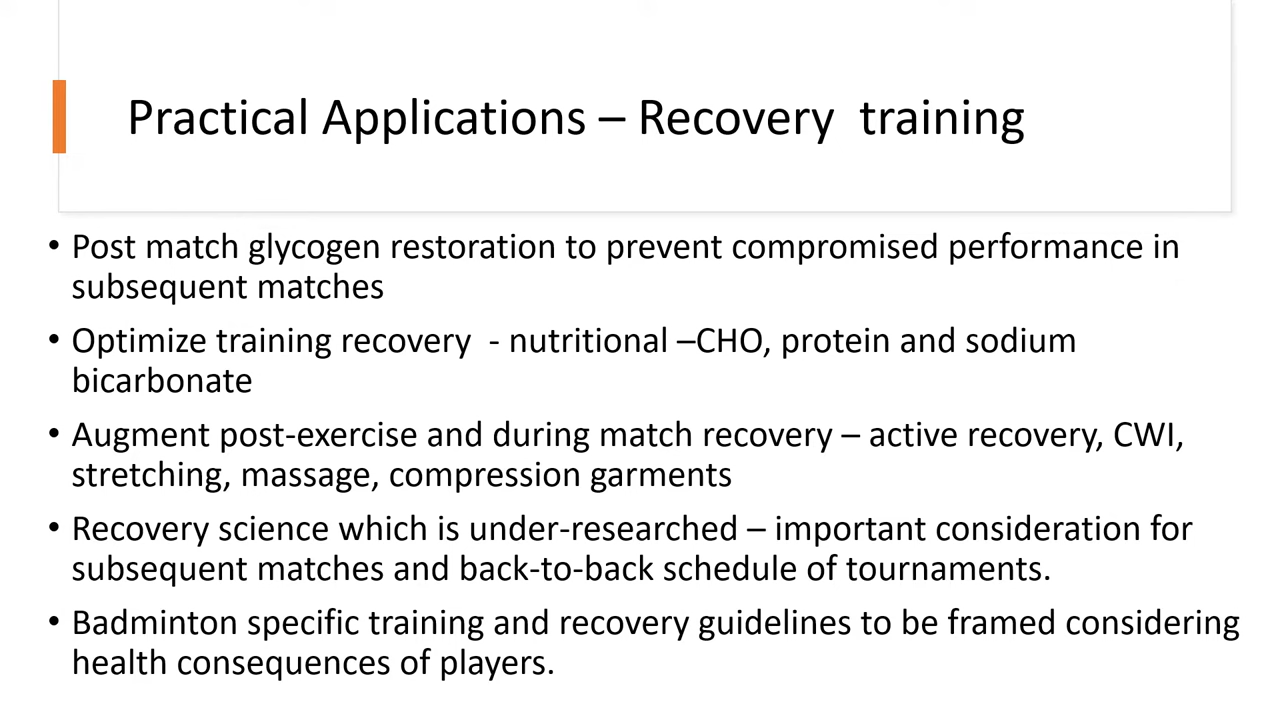 Practical Applications – Recovery  training
• Post match glycogen restoration to prevent compromised performance in
subsequent matches
• Optimize training recovery  - nutritional –CHO, protein and sodium
bicarbonate
• Augment post-exercise and during match recovery – active recovery, CWI,
stretching, massage, compression garments
• Recovery science which is under-researched – important consideration for
subsequent matches and back-to-back schedule of tournaments.
• Badminton specific training and recovery guidelines to be framed considering
health consequences of players.